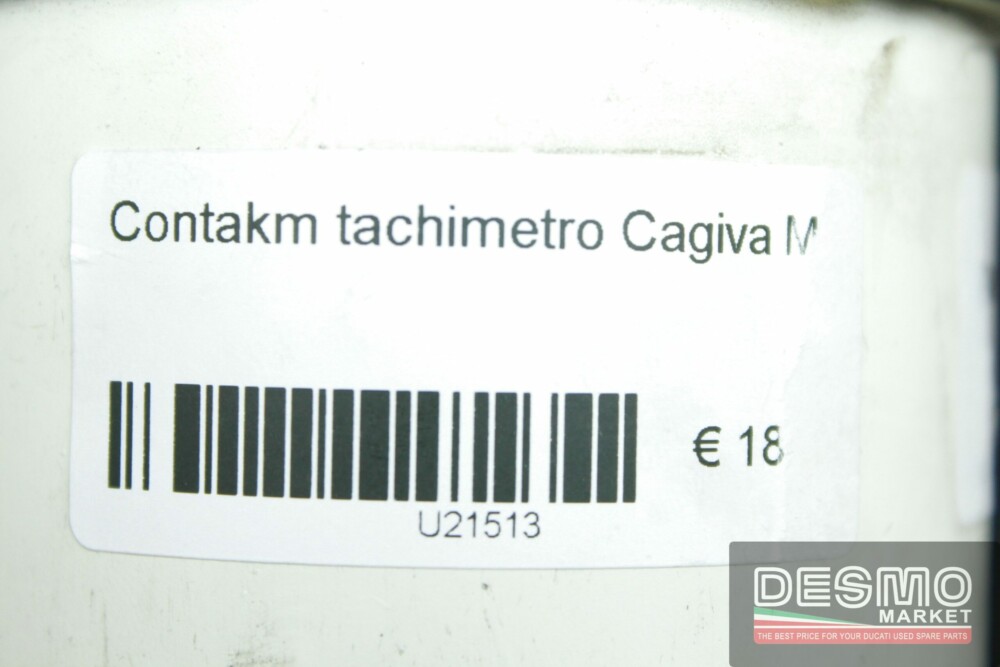 Contakm tachimetro Cagiva M
€ 18
U21513
DESMO
MARKET
THE BEST PRICE FOR YOUR DUCATI USED SPARE PARTS